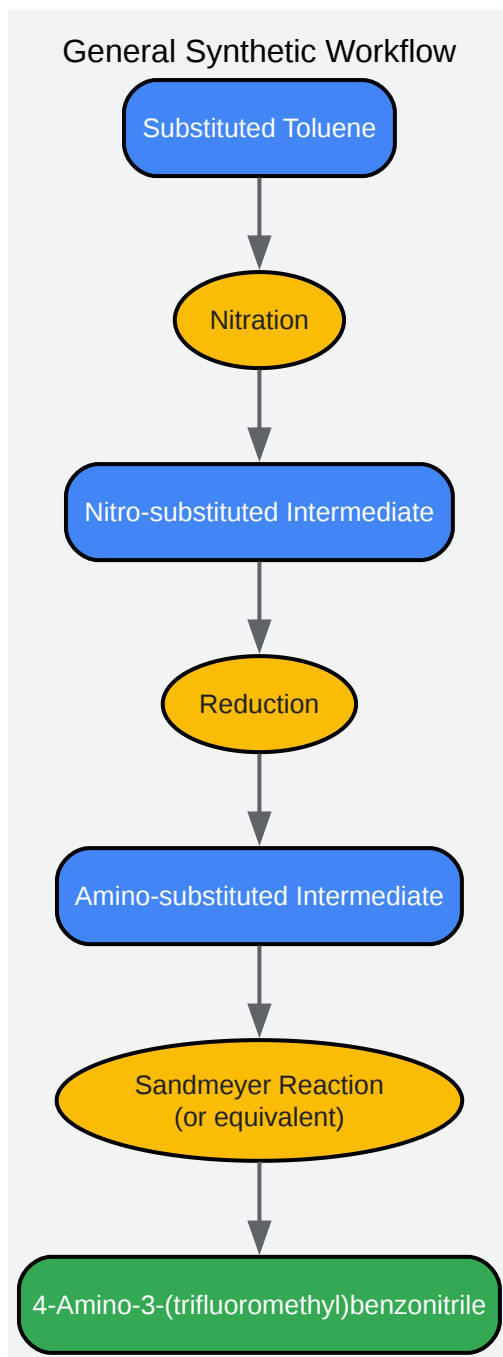 General Synthetic Workflow
Substituted Toluene
Nitration
Nitro-substituted Intermediate
Reduction
Amino-substituted Intermediate
Sandmeyer Reaction
(or equivalent)
4-Amino-3-(trifluoromethyl)benzonitrile